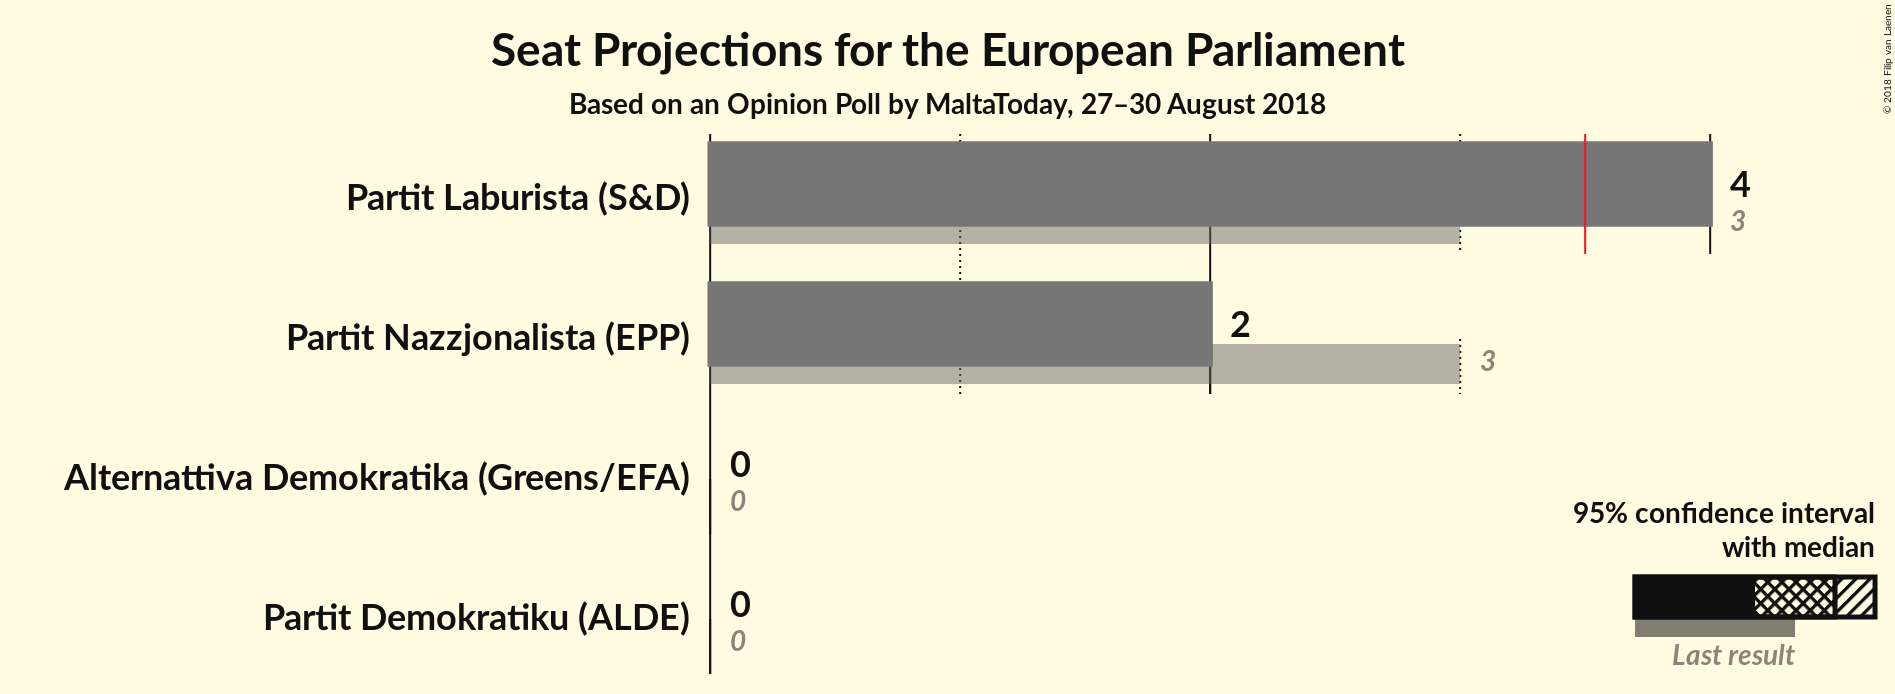 Seat Projections for the European Parliament
Based on an Opinion Poll by MaltaToday, 27–30 August 2018
© 2018 Filip van Laenen
Partit Laburista (S&D)
4
3
Partit Nazzjonalista (EPP)
2
3
Alternattiva Demokratika (Greens/EFA)
0
0
Partit Demokratiku (ALDE)
0
0
95% confidence interval
with median
Last result